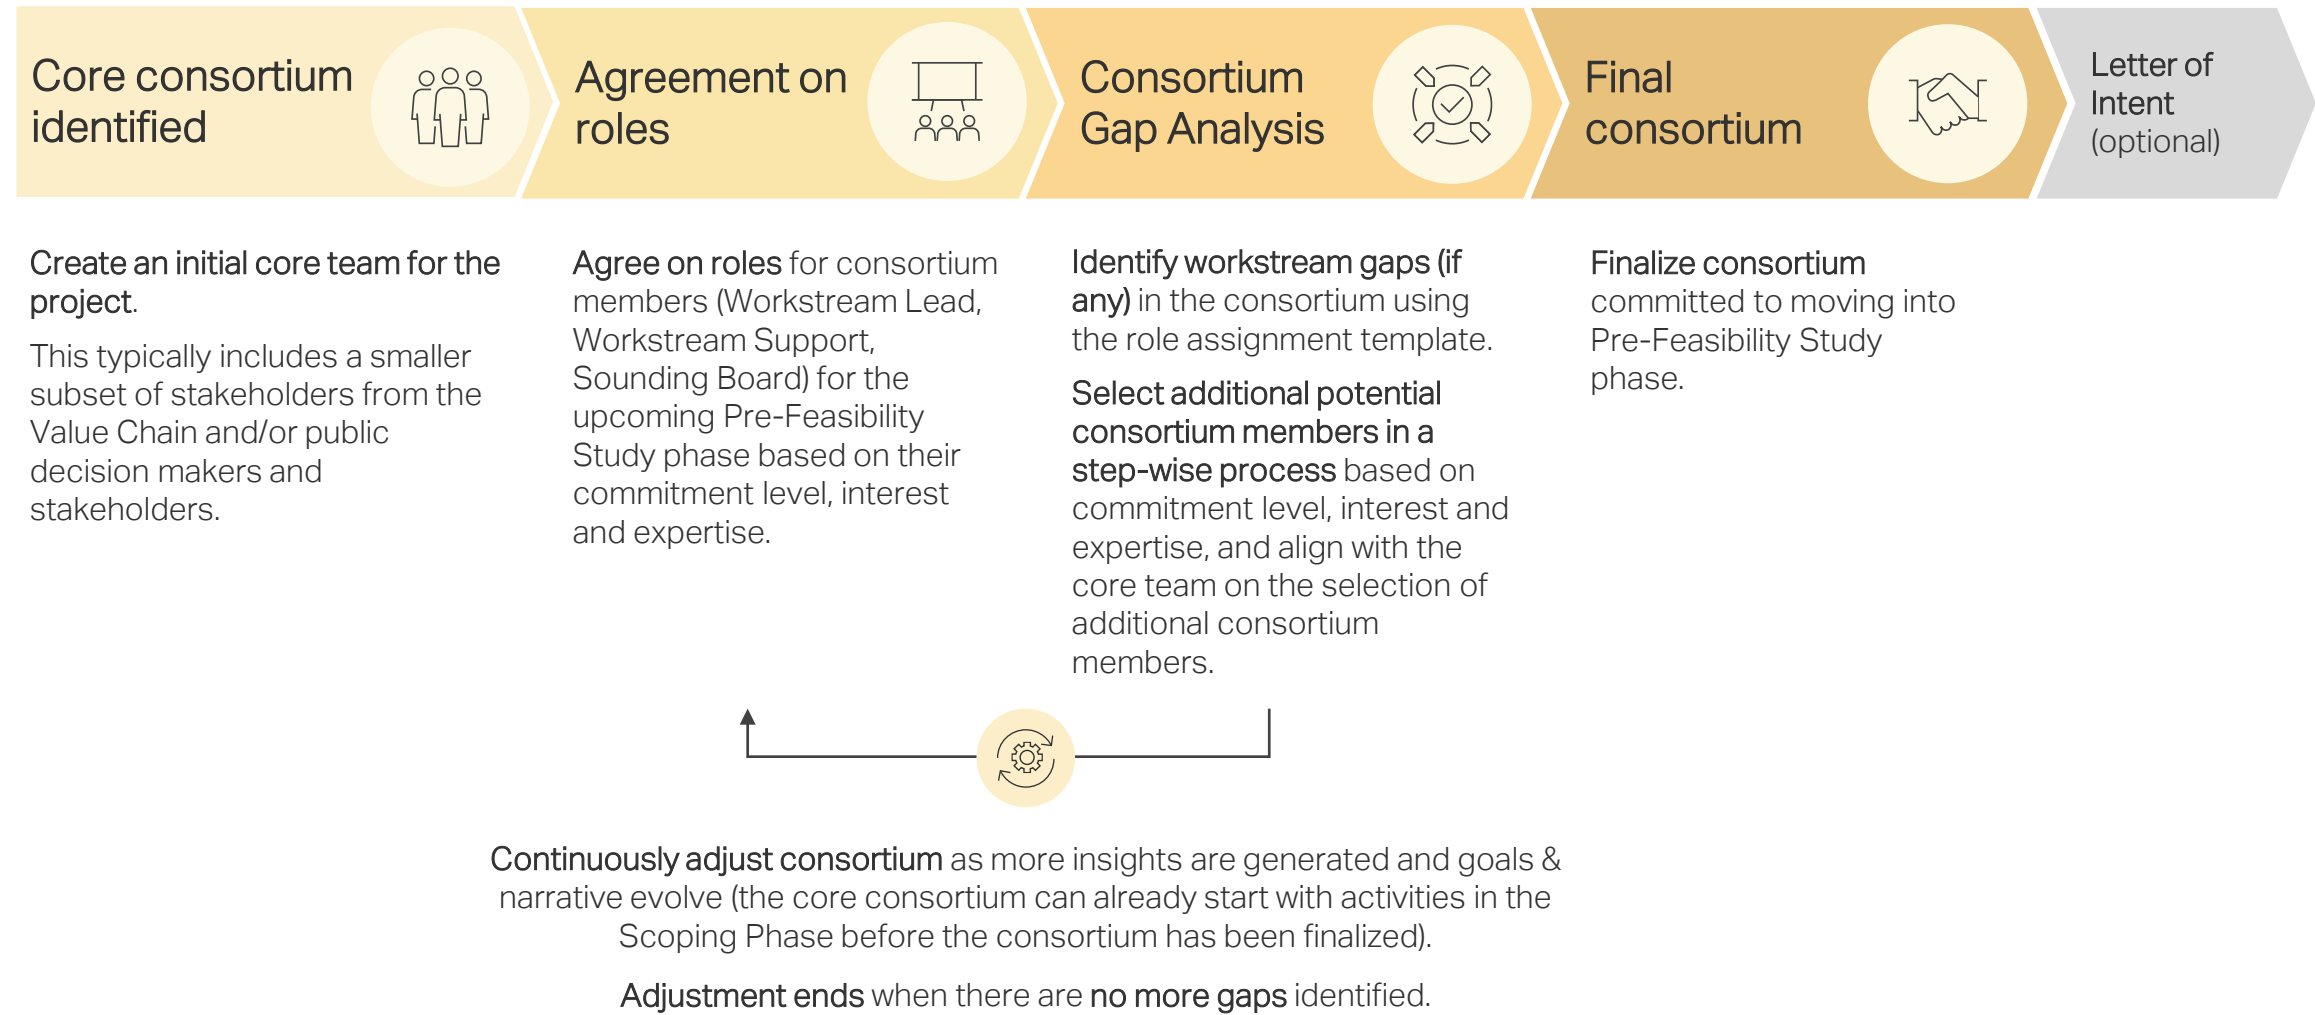 Core consortium
identified
Agreement on
roles
Consortium
Gap Analysis
Final
consortium
Letter of
Intent
(optional)
Create an initial core team for the
project.
This typically includes a smaller
subset of stakeholders from the
Value Chain and/or public
decision makers and
stakeholders.
Agree on roles for consortium
members (Workstream Lead,
Workstream Support,
Sounding Board) for the
upcoming Pre-Feasibility
Study phase based on their
commitment level, interest
and expertise.
Identify workstream gaps (if
any) in the consortium using
the role assignment template.
Select additional potential
consortium members in a
step-wise process based on
commitment level, interest and
expertise, and align with the
core team on the selection of
additional consortium
members.
Finalize consortium
committed to moving into
Pre-Feasibility Study
phase.
Continuously adjust consortium as more insights are generated and goals &
narrative evolve (the core consortium can already start with activities in the
Scoping Phase before the consortium has been finalized).
Adjustment ends when there are no more gaps identified.